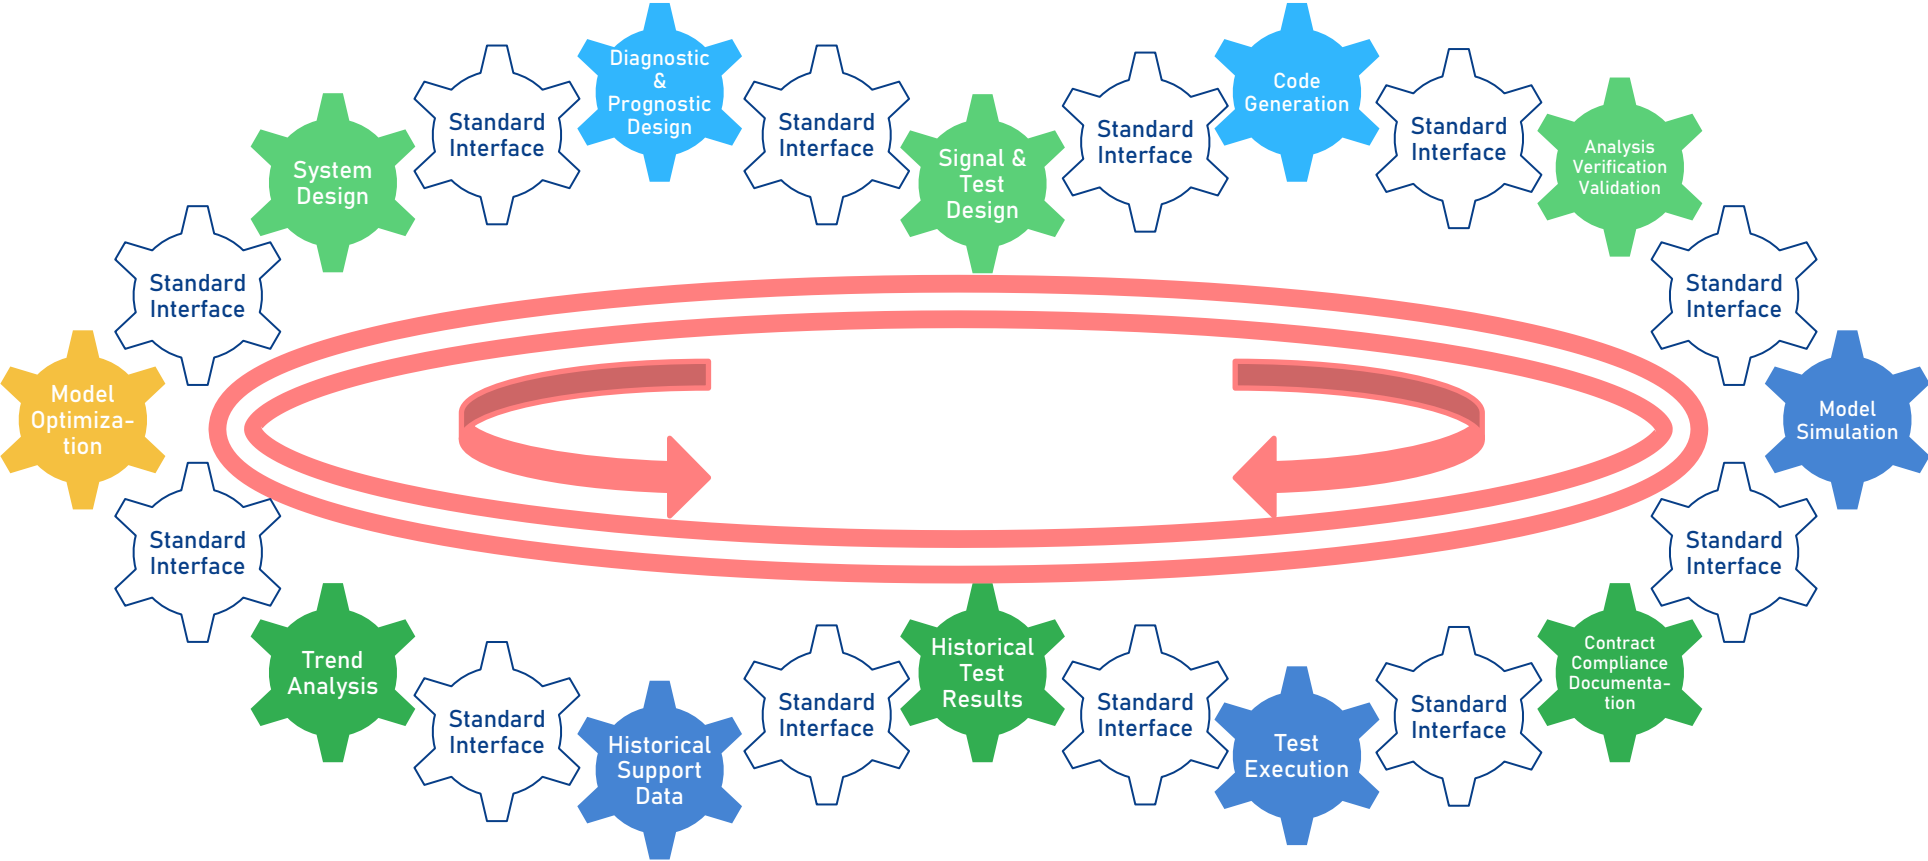 Diagnostic
&
Prognostic
Design
Code
Generation
Standard
Interface
Standard
Interface
Standard
Interface
Standard
Interface
System
Design
Signal &
Test
Design
Analysis
Verification
Validation
Standard
Interface
Standard
Interface
Model
Optimiza-
tion
Model
Simulation
Standard
Interface
Standard
Interface
Trend
Analysis
Historical
Test
Results
Contract
Compliance
Documenta-
tion
Standard
Interface
Standard
Interface
Standard
Interface
Standard
Interface
Historical
Support
Data
Test
Execution